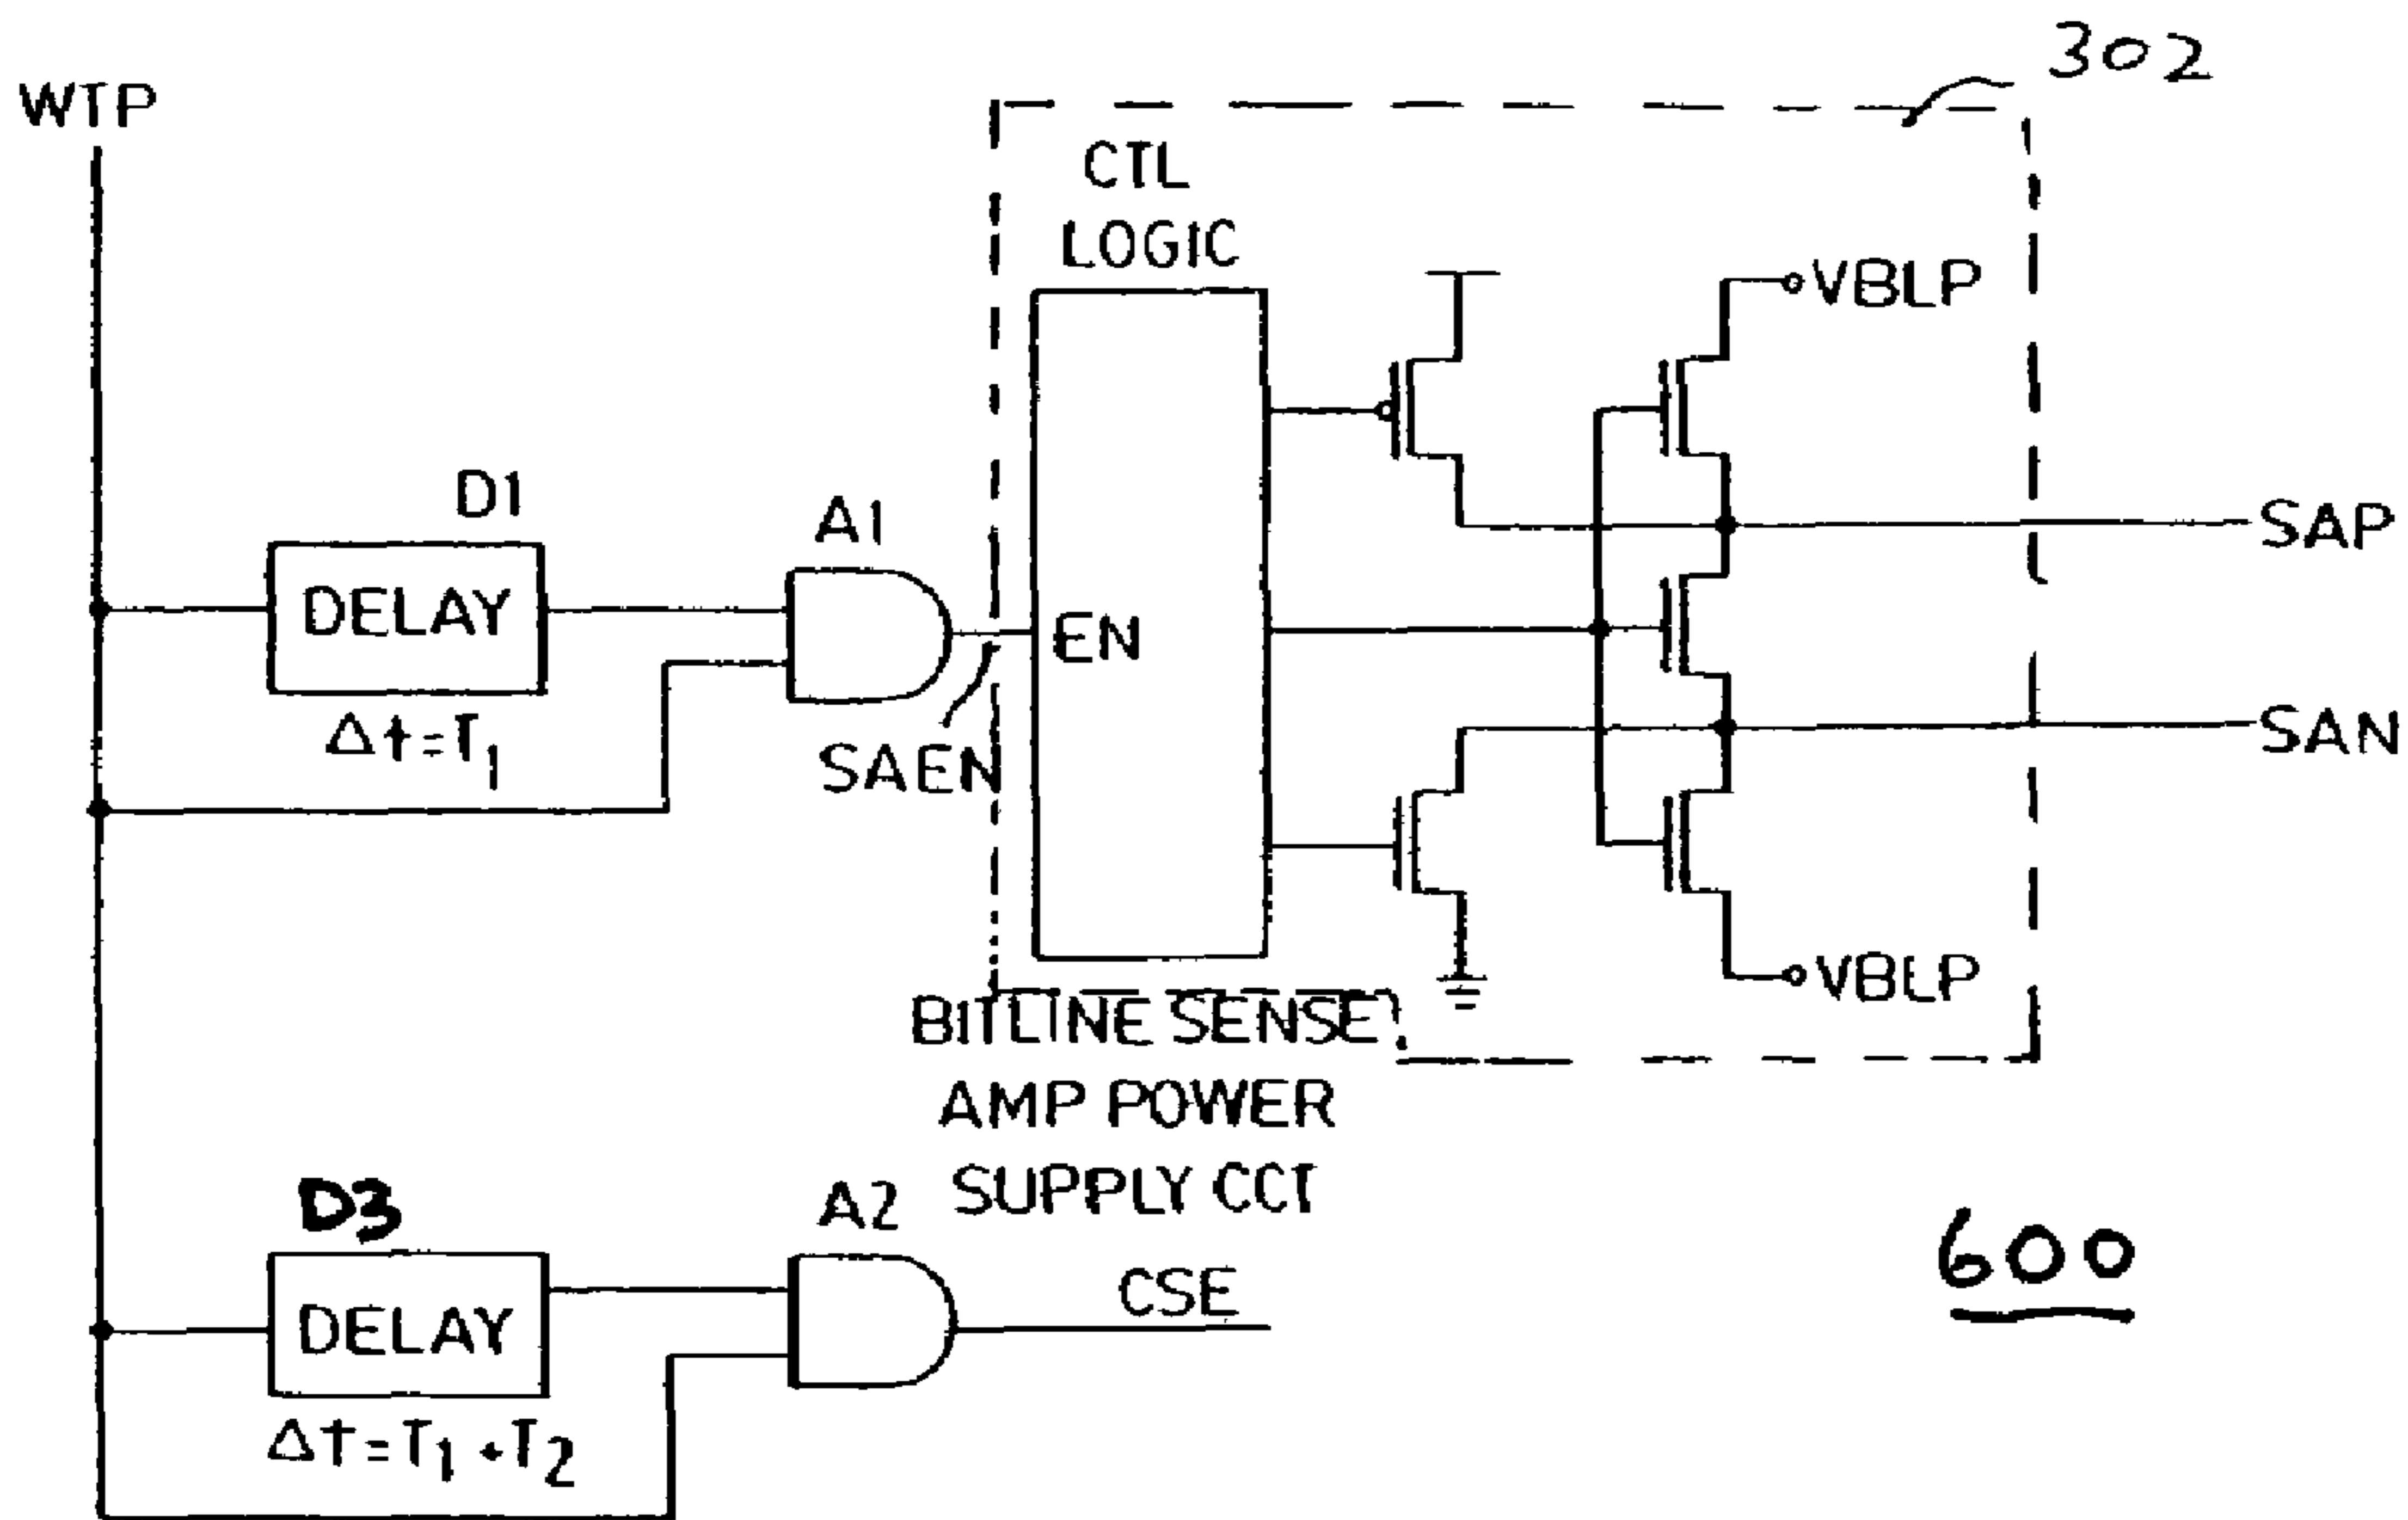 302
WTP
CTL
LOGIC
VBLP
D1
A1
SAP
DELAY
EN
Δt=T1
SAEN
SAN
VBLP
BITLINE SENSE
AMP POWER
SUPPLY CCT
D3
A2
CSE
600
DELAY
Δt=T1+T2